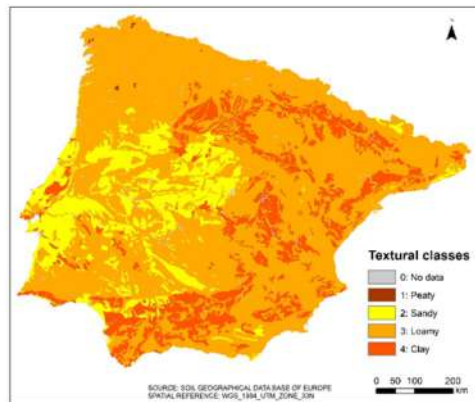 Textural classes
0: No data
1: Peaty
2: Sandy
3: Loamy
4: Clay
0 50 100 200
km
SOURCE: SOIL GEOGRAPHICAL DATA BASE OF EUROPE
SPATIAL REFERENCE: WGS_1984_UTM_ZONE_33N